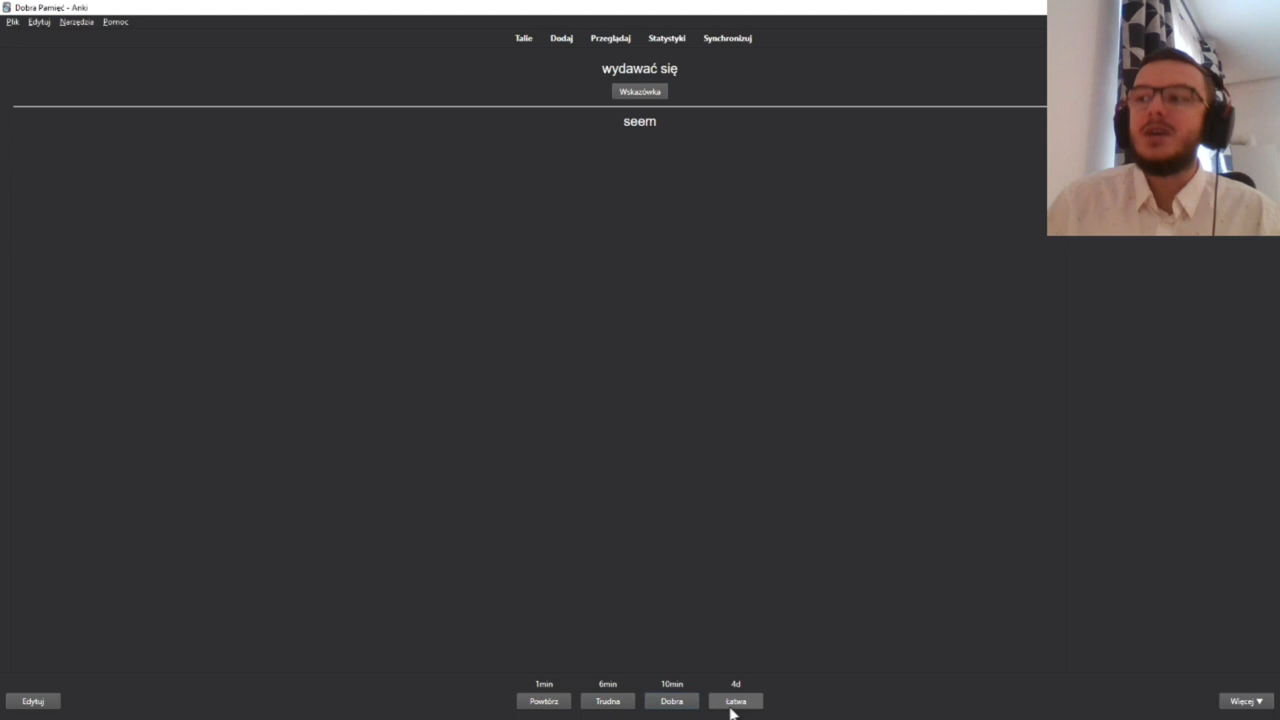 Dobra Pamięć - Anki
Plik Edytuj Narzędzia Pomoc
Talie Dodaj Przeglądaj Statystyki Synchronizuj
wydawać się
Wskazówka
seem
1min 6min 10min 4d
Edytuj Powtórz Trudna Dobra Łatwa Więcej ▼